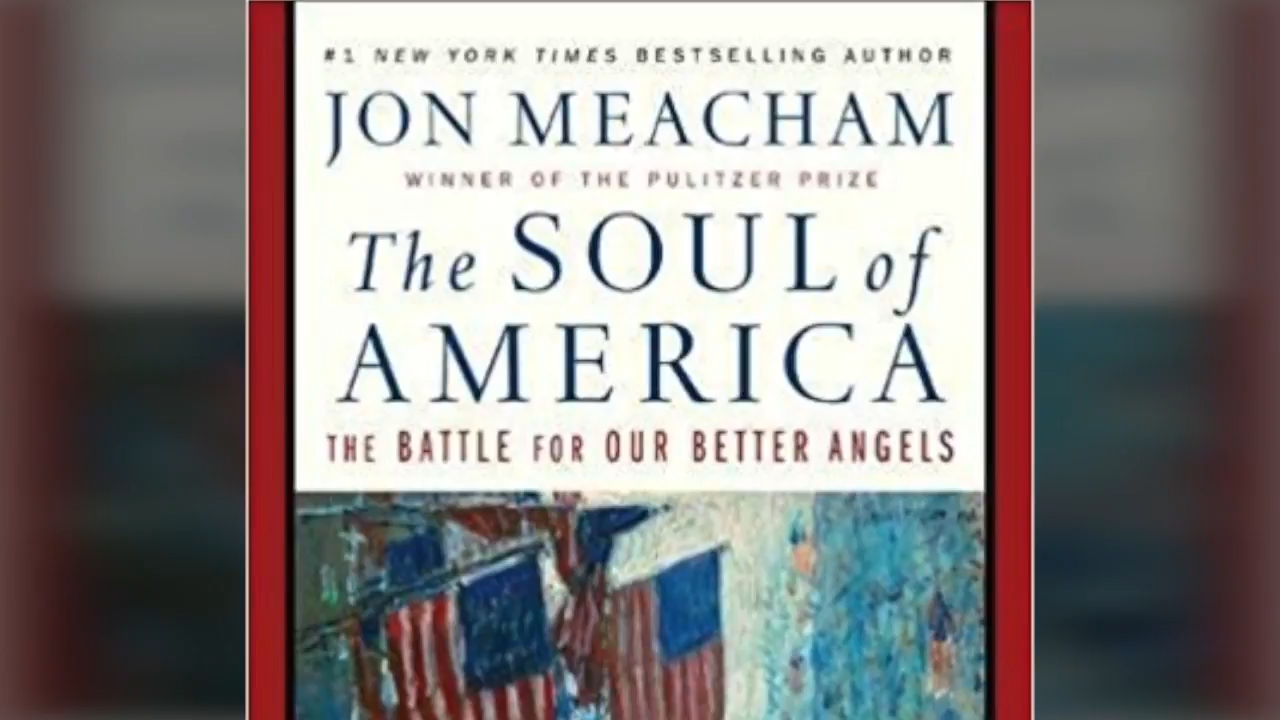 #1 NEW YORK TIMES BESTSELLING AUTHOR
JON MEACHAM
WINNER OF THE PULITZER PRIZE
The SOUL of
AMERICA
THE BATTLE FOR OUR BETTER ANGELS